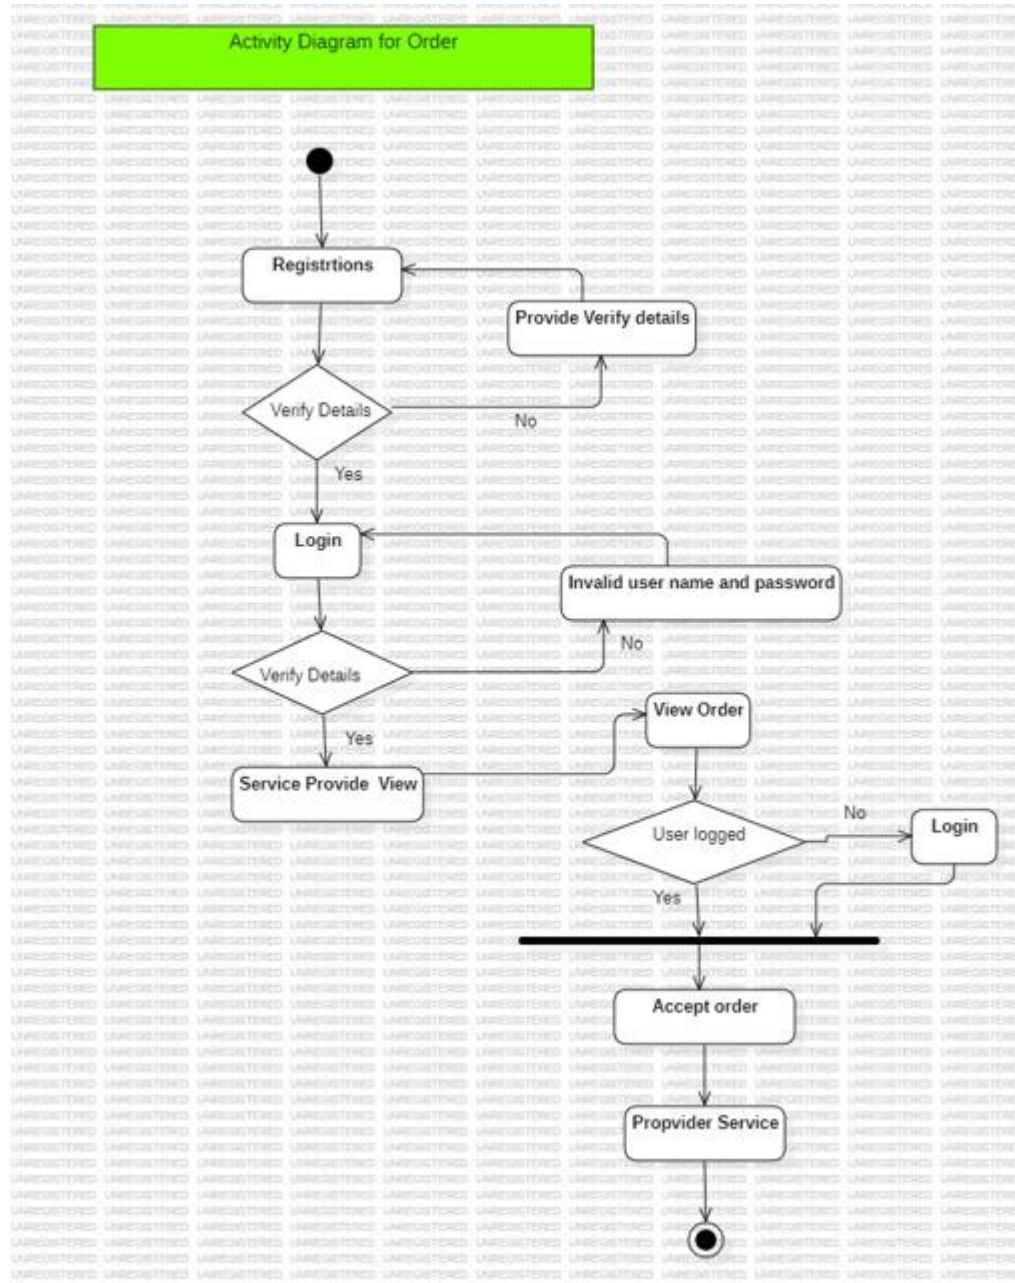 Activity Diagram for Order
Registrtions
Provide Verify details
Verify Details
No
Yes
Login
Invalid user name and password
No
Verify Details
Yes
View Order
Service Provide View
User logged
No
Login
Yes
Accept order
Propvider Service
UNREGISTERED